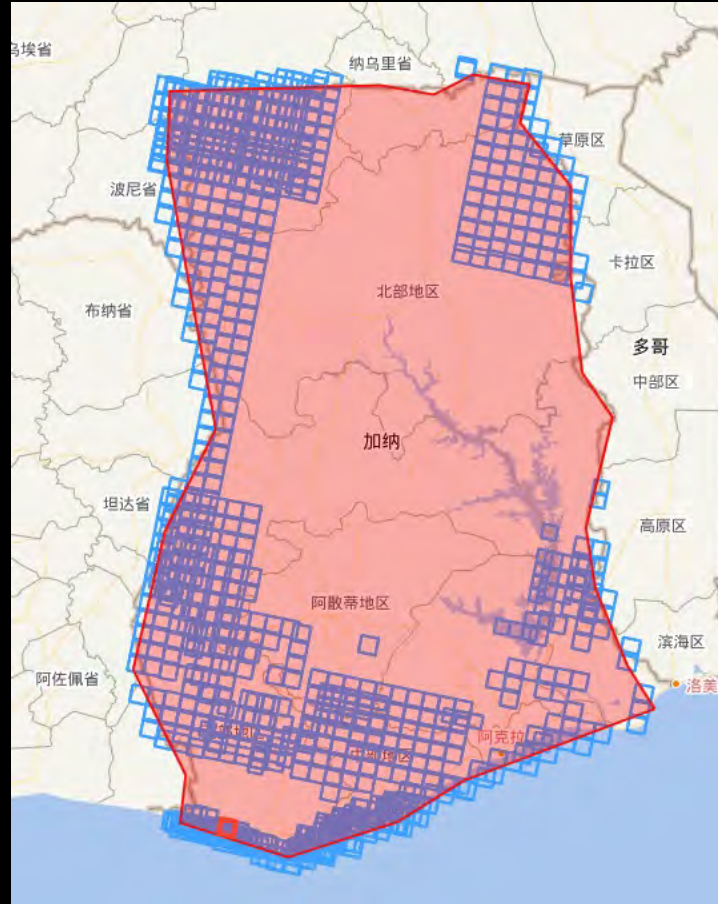 乌埃省
纳乌里省
草原区
波尼省
卡拉区
北部地区
布纳省
多哥
中部区
加纳
坦达省
高原区
阿散蒂地区
滨海区
阿佐佩省
洛美
阿克拉
中部地区